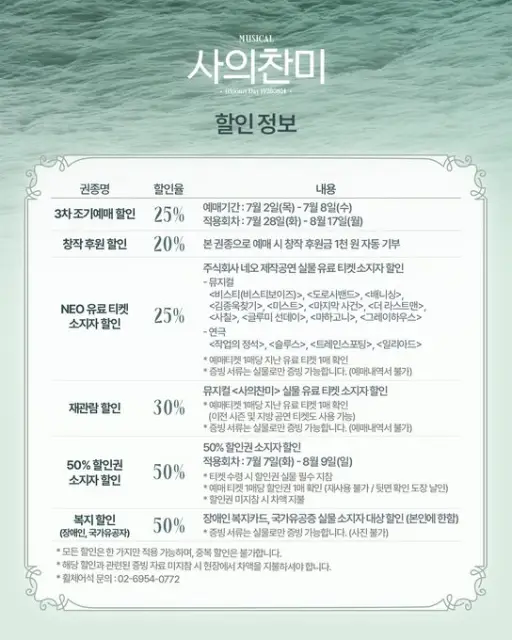 MUSICAL
사의찬미
할인 정보
권종명 할인율 내용
3차 조기예매 할인 25% 예매기간 : 7월 2일(목) - 7월 8일(수)
적용회차 : 7월 28일(화) - 8월 17일(월)
창작 후원 할인 20% 본 권종으로 예매 시 창작 후원금 1천 원 자동 기부
NEO 유료 티켓
소지자 할인 25%
주식회사 네오 제작공연 실물 유료 티켓 소지자 할인
- 뮤지컬
<비스티(비스티보이즈)>, <도로시밴드>, <배니싱>,
<김종욱찾기>, <미스트>, <마지막 사건>, <더 라스트맨>,
<사칠>, <글루미 선데이>, <마하고니>, <그레이하우스>
- 연극
<작업의 정석>, <슬루스>, <트레인스포팅>, <일리아드>
* 예매티켓 1매당 지난 유료 티켓 1매 확인
* 증빙 서류는 실물로만 증빙 가능합니다. (예매내역서 불가)
재관람 할인 30%
뮤지컬 <사의찬미> 실물 유료 티켓 소지자 할인
* 예매티켓 1매당 지난 유료 티켓 1매 확인
(이전 시즌 및 지방 공연 티켓도 사용 가능)
* 증빙 서류는 실물로만 증빙 가능합니다. (예매내역서 불가)
50% 할인권
소지자 할인 50%
50% 할인권 소지자 할인
적용회차 : 7월 7일(화) - 8월 9일(일)
* 티켓 수령 시 할인권 실물 필수 지참
* 예매 티켓 1매당 할인권 1매 확인 (재사용 불가 / 뒷면 확인 도장 날인)
* 할인권 미지참 시 차액 지불
복지 할인
(장애인, 국가유공자) 50%
장애인 복지카드, 국가유공증 실물 소지자 대상 할인 (본인에 한함)
* 증빙 서류는 실물로만 증빙 가능합니다. (사진 불가)
* 모든 할인은 한 가지만 적용 가능하며, 중복 할인은 불가합니다.
* 해당 할인과 관련된 증빙 자료 미지참 시 현장에서 차액을 지불하셔야 합니다.
* 휠체어석 문의 : 02-6954-0772